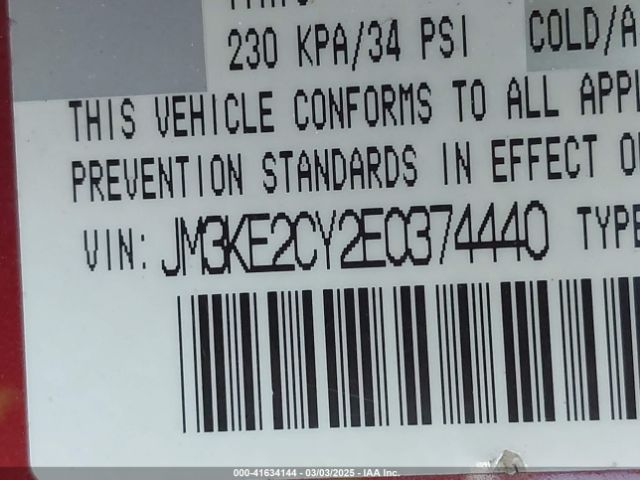 230 KPA/34 PSI COLD/A
THIS VEHICLE CONFORMS TO ALL APPL
PREVENTION STANDARDS IN EFFECT O
VIN: JM3KE2CY2E0374440 TYPE
000-41634144 - 03/03/2025 - IAA Inc.